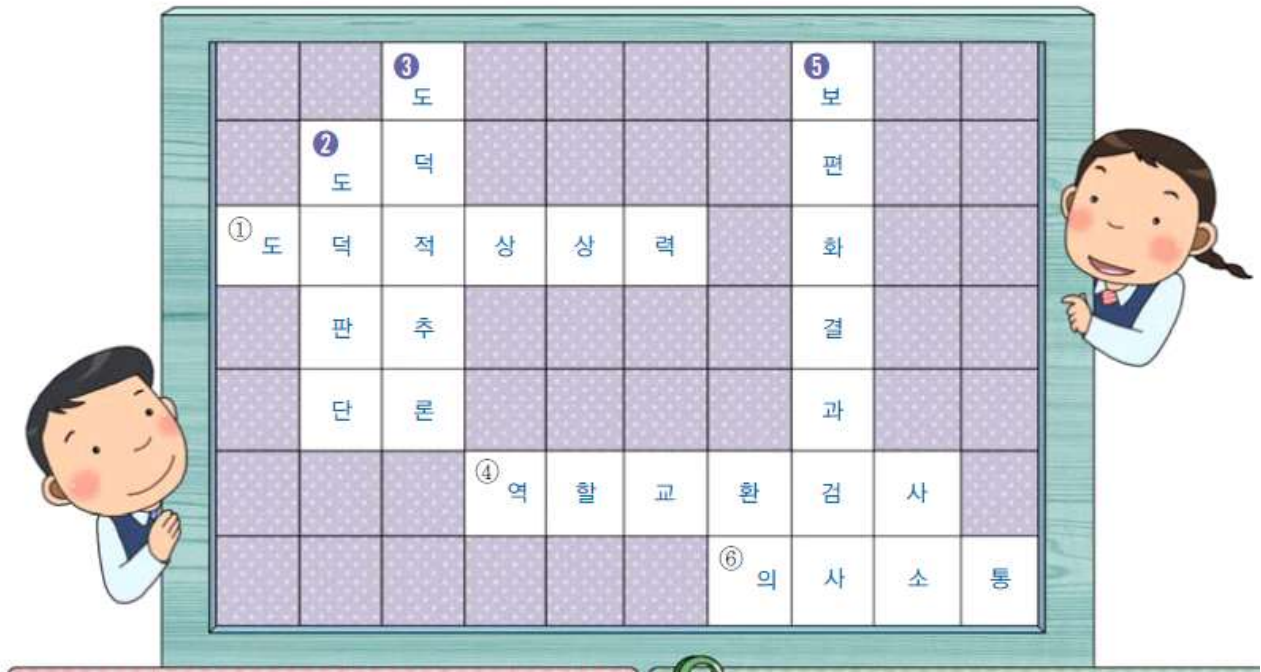 ❸ 도 ❺ 보
❷ 도 덕 편
① 도 덕 적 상 상 력 화
판 추 결
단 론 과
④ 역 할 교 환 검 사
⑥ 의 사 소 통